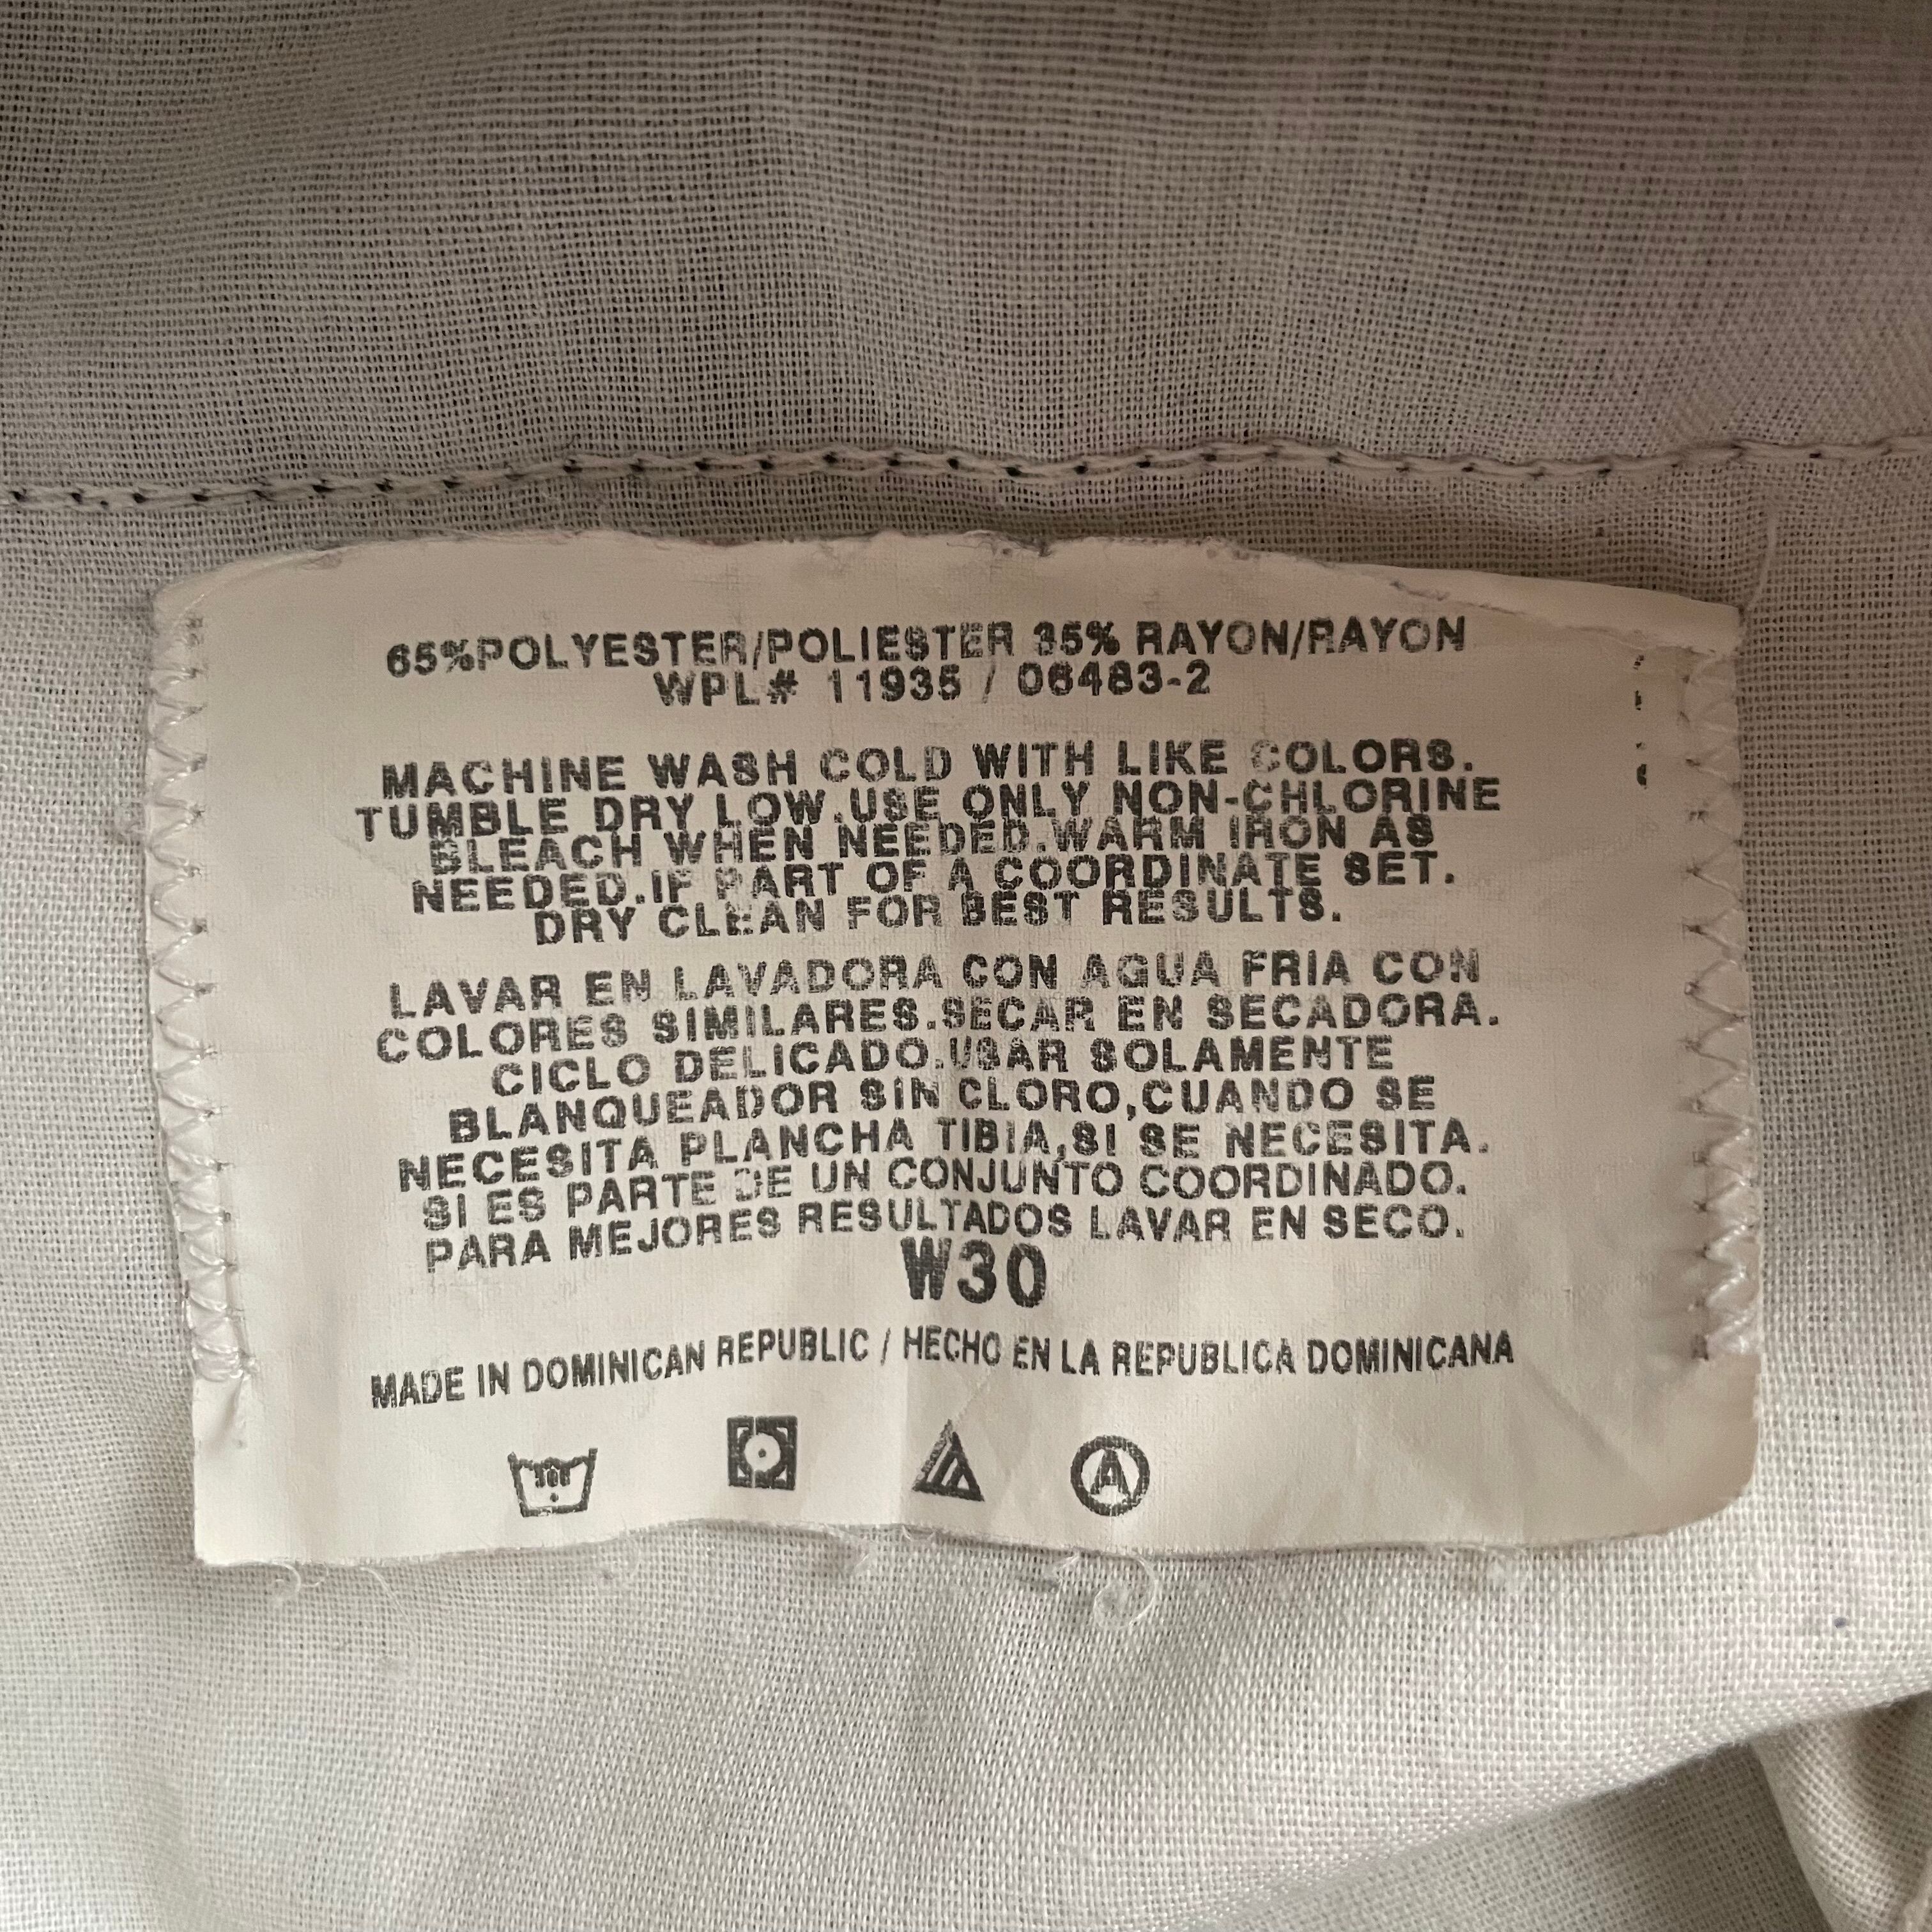 65%POLYESTER/POLIESTER 35% RAYON/RAYON
WPL# 11935 / 06483-2
MACHINE WASH COLD WITH LIKE COLORS.
TUMBLE DRY LOW.USE ONLY NON-CHLORINE
BLEACH WHEN NEEDED.WARM IRON AS
NEEDED.IF PART OF A COORDINATE SET.
DRY CLEAN FOR BEST RESULTS.
LAVAR EN LAVADORA CON AGUA FRIA CON
COLORES SIMILARES.SECAR EN SECADORA.
CICLO DELICADO.USAR SOLAMENTE
BLANQUEADOR SIN CLORO,CUANDO SE
NECESITA PLANCHA TIBIA,SI SE NECESITA.
SI ES PARTE DE UN CONJUNTO COORDINADO.
PARA MEJORES RESULTADOS LAVAR EN SECO.
W30
MADE IN DOMINICAN REPUBLIC / HECHO EN LA REPUBLICA DOMINICANA
A